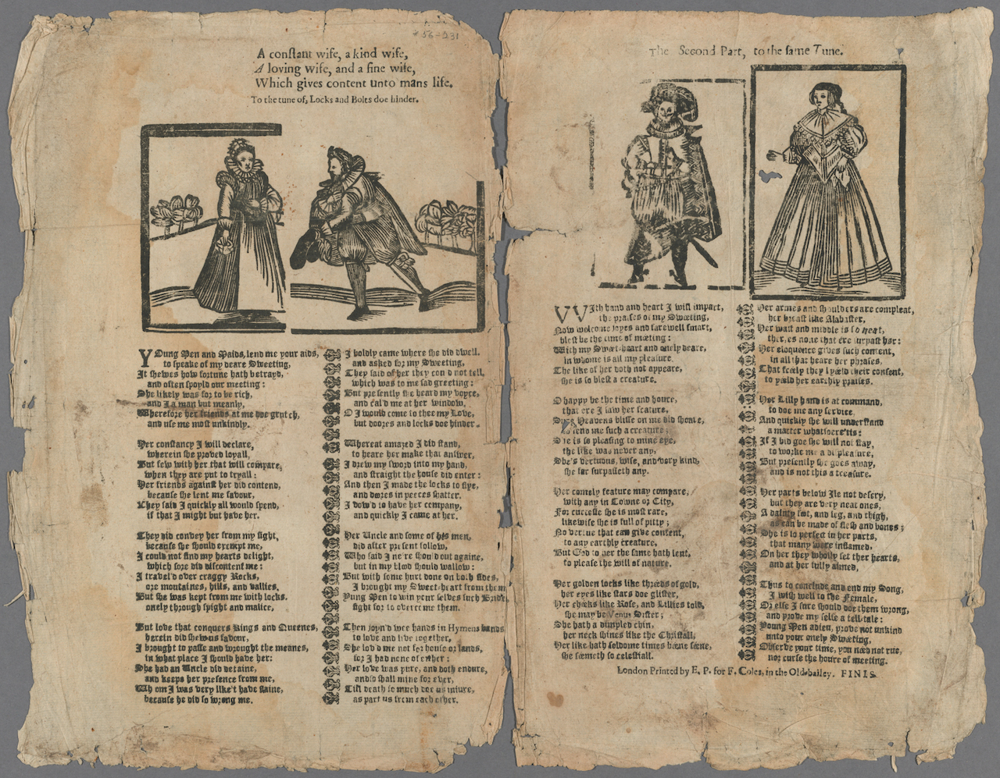 56-231
A constant wife, a kind wife,
A loving wife, and a fine wife,
Which gives content unto mans life.
To the tune of, Locks and Bolts doe hinder.
YOung Men and Maids, lend me your aids,
to speake of my deare Sweeting,
It shewes how fortune hath betrayd,
and often spoyld our meeting:
She likely was for to be rich,
and I a man but meanly,
Wherefore her friends at me doe grutch,
and use me most unkindly.
Her constancy I will declare,
wherein she proved loyall,
But few with her that will compare,
when they are put to tryall:
Her friends against her did contend,
because she lent me favour,
They said I quickly all would spend,
if that I might but have her.
They did convey her from my sight,
because she should exempt me,
I could not find my hearts delight,
which sore did discontent me:
I travel'd over craggy Rocks,
ore montaines, hills, and vallies,
But she was kept from me with locks.
onely through spight and malice,
But love that conquers Kings and Queenes,
herein did shew us favour,
I brought to passe and wrought the meanes,
in what place I should have her:
She had an Uncle did detaine,
and keeps her presence from me,
Whom I was very like't have slaine,
because he did so wrong me.
I boldly came where she did dwell.
and asked for my Sweeting,
They said of her they could not tell,
which was to me sad greeting:
But presently she heard my voyce,
and cal'd me at her window,
O I would come to thee my Love,
but doores and locks doe hinder.
Whereat amazed I did stand,
to heare her make that answer,
I drew my sword into my hand,
and straight the house did enter:
And then I made the locks to flye,
and doores in peeces shatter.
I vow'd to have her company,
and quickly I came at her.
Her Uncle and some of his men,
did after present follow,
Who said I ne're should out againe,
but in my blod should wallow:
But with some hurt done on both sides,
I brought my Sweet-heart from them
Yung Men to win your selves such Brides
fight for to overcome them.
Then joyn'd wee hands in Hymens bands
to love and live together,
She lov'd me not for house or lands,
for I had none of either:
Her love was pure, and doth endure,
and so shall mine for ever,
Till death so much doe us injure,
as part us from each other.
The Second Part, to the same Tune.
VVIth hand and heart I will impart,
the praises of my Sweeting,
Now welcome joyes and farewell smart,
blest be the time of meeting:
With my Sweet-heart and onely deare,
in whome is all my pleasure.
The like of her doth not appeare,
she is so blest a creature.
O happy be the time and houre,
that ere I saw her feature.
Sure Heavens blisse on me did shoure,
to send me such a creature;
She is so pleasing to mine eye,
the like was never any,
She's vertuous, wise, and very kind,
she far surpasseth any.
Her comely feature may compare,
with any in Towne or City,
For curtesie she is most rare,
likewise she is full of pitty;
No vertue that can give content,
to any earthly creature,
But God to her the same hath lent,
to please the will of nature.
Her golden locks like threds of gold,
her eyes like stars doe glister,
Her cheeks like Rose, and Lillies told,
she may be Venus Sister;
She hath a dimpled chin,
her neck shines like the Christall,
Her like hath seldome times beene seene,
she seemeth so celestiall.
Her armes and shoulders are compleat,
her breast like Alabaster,
Her wast and middle is so neat,
ther,es none that ere surpast her:
Her eloquence gives such content,
in all that heare her phrases,
That scely they yeeld their consent,
to yeeld her earthly praises.
Her Lilly hand is at command,
to doe me any service
And quickly she will understand
a matter whatsoere'tis:
If I bid goe she will not stay,
to worke me a displeasure,
But presently she goes away,
and is not this a treasure.
Her parts below Ile not descry,
but they are very neat ones,
A dainty foot, and leg, and thigh,
as can be made of flesh and bones;
She is so perfect in her parts,
that many were inflamed.
On her they wholly set ther hearts,
and at her fully aimed,
Thus to conclude and end my Song,
I wish well to the Female,
Or else I sure should doe them wrong,
and prove my selfe a tell-tale:
Young Men adieu, prove not unkind
unto your onely Sweeting,
Observe your time, you need not rue,
nor curse the houre of meeting.
London Printed by E. P. for F. Coles, in the Old-bailey. FINIS